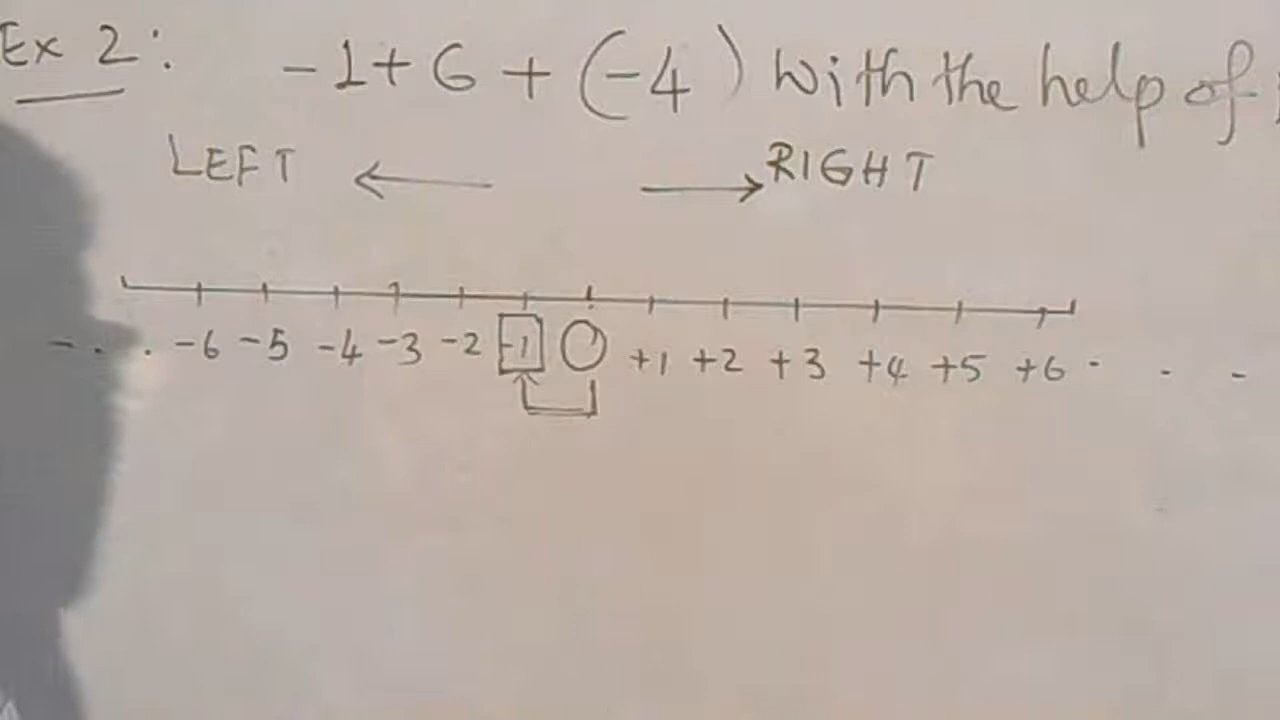 Ex 2: -1+6+(-4) with the help of
LEFT ← → RIGHT
-... -6 -5 -4 -3 -2 -1 0 +1 +2 +3 +4 +5 +6 ...